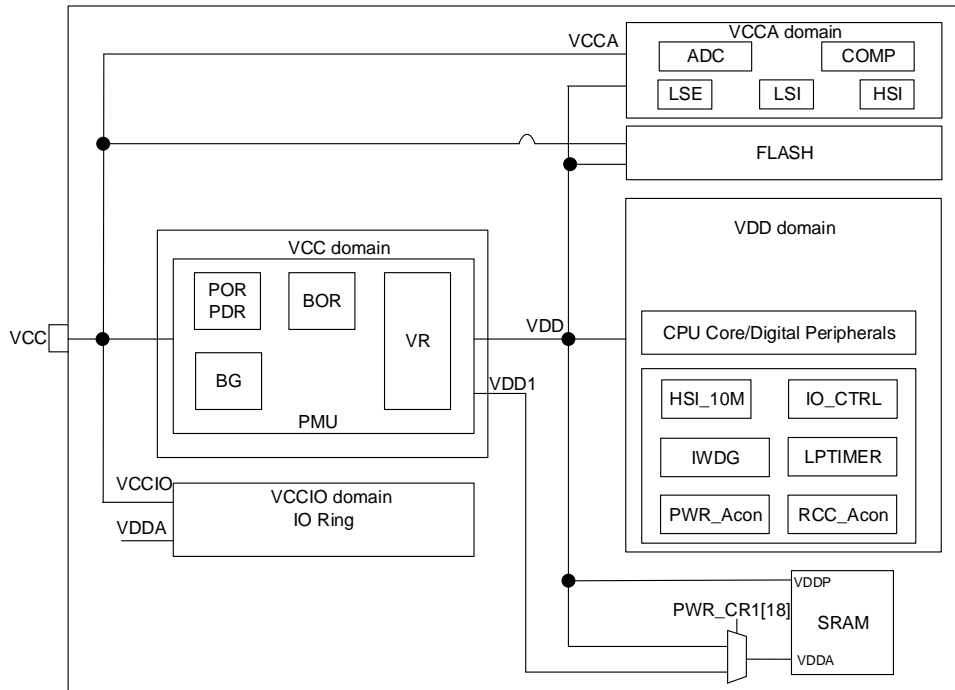 VCCA
VCCA domain
ADC
COMP
LSE
LSI
HSI
FLASH
VCC domain
POR
PDR
BOR
VR
BG
PMU
VCC
VDD
VDD1
VDD domain
CPU Core/Digital Peripherals
HSI_10M
IO_CTRL
IWDG
LPTIMER
PWR_Acon
RCC_Acon
VCCIO
VCCIO domain
IO Ring
VDDA
PWR_CR1[18]
VDDP
SRAM
VDDA